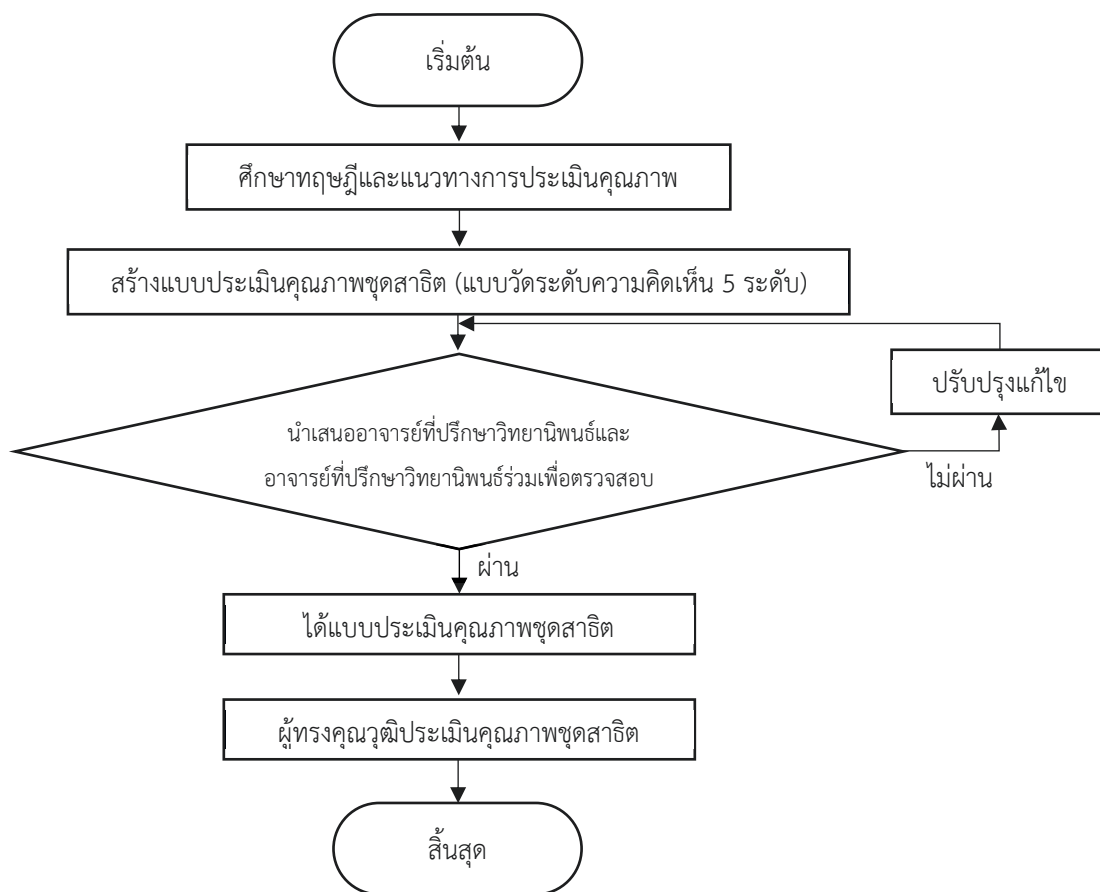 เริ่มต้น
ศึกษาทฤษฎีและแนวทางการประเมินคุณภาพ
สร้างแบบประเมินคุณภาพชุดสาธิต (แบบวัดระดับความคิดเห็น 5 ระดับ)
ปรับปรุงแก้ไข
นำเสนออาจารย์ที่ปรึกษาวิทยานิพนธ์และ
อาจารย์ที่ปรึกษาวิทยานิพนธ์ร่วมเพื่อตรวจสอบ
ไม่ผ่าน
ผ่าน
ได้แบบประเมินคุณภาพชุดสาธิต
ผู้ทรงคุณวุฒิประเมินคุณภาพชุดสาธิต
สิ้นสุด